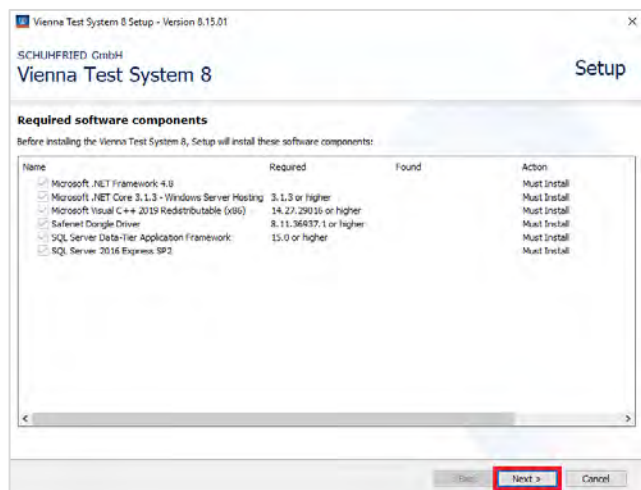 Vienna Test System 8 Setup - Version 8.15.01
SCHUHFRIED GmbH
Vienna Test System 8
Setup
Required software components
Before installing the Vienna Test System 8, Setup will install these software components:
Name Required Found Action
Microsoft .NET Framework 4.8 Must Install
Microsoft .NET Core 3.1.3 - Windows Server Hosting 3.1.3 or higher Must Install
Microsoft Visual C++ 2019 Redistributable (x86) 14.27.29016 or higher Must Install
Safenet Dongle Driver 8.11.36937.1 or higher Must Install
SQL Server Data-Tier Application Framework 15.0 or higher Must Install
SQL Server 2016 Express SP2 Must Install
Next > Cancel